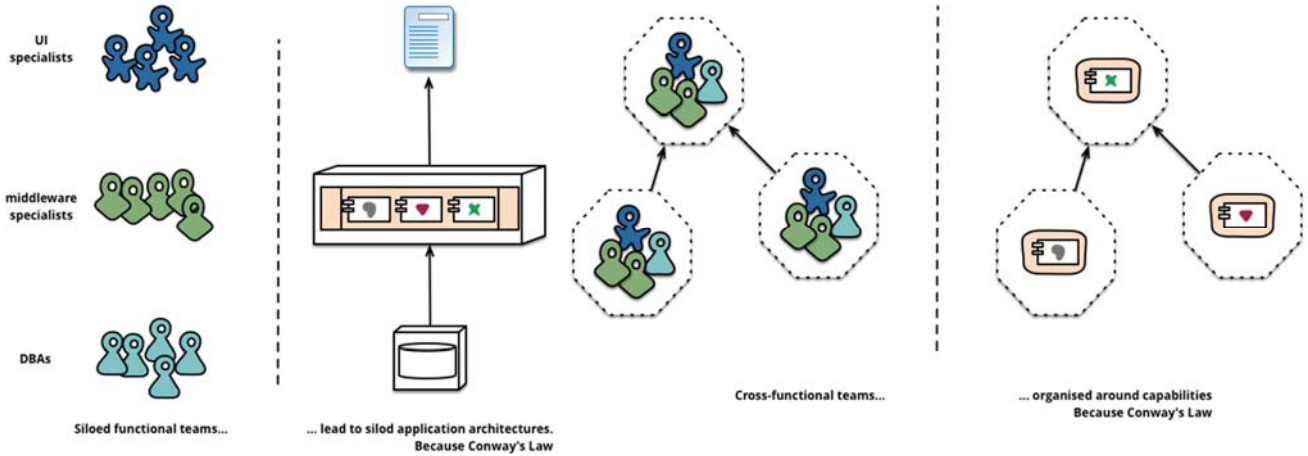 UI
specialists
middleware
specialists
DBAs
Siloed functional teams...
... lead to silod application architectures.
Because Conway's Law
Cross-functional teams...
... organised around capabilities
Because Conway's Law